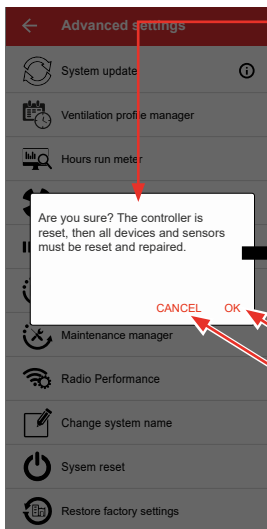 Advanced settings
System update
Ventilation profile manager
Hours run meter
Are you sure? The controller is
reset, then all devices and sensors
must be reset and repaired.
CANCEL OK
Maintenance manager
Radio Performance
Change system name
Sysem reset
Restore factory settings